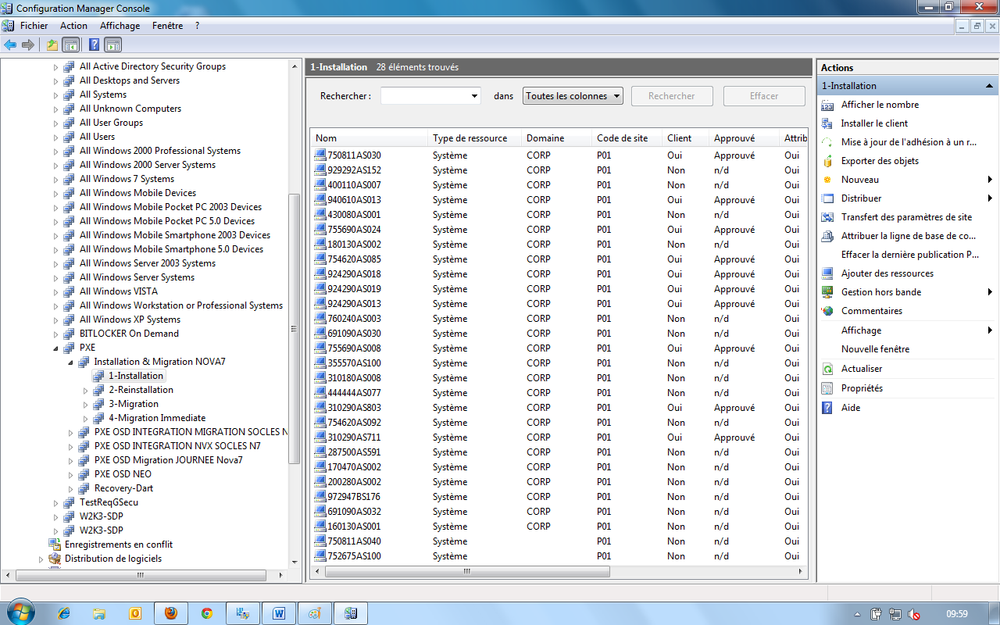 Configuration Manager Console
Fichier Action Affichage Fenêtre ?
All Active Directory Security Groups
All Desktops and Servers
All Systems
All Unknown Computers
All User Groups
All Users
All Windows 2000 Professional Systems
All Windows 2000 Server Systems
All Windows 7 Systems
All Windows Mobile Devices
All Windows Mobile Pocket PC 2003 Devices
All Windows Mobile Pocket PC 5.0 Devices
All Windows Mobile Smartphone 2003 Devices
All Windows Mobile Smartphone 5.0 Devices
All Windows Server 2003 Systems
All Windows Server Systems
All Windows VISTA
All Windows Workstation or Professional Systems
All Windows XP Systems
BITLOCKER On Demand
PXE
Installation & Migration NOVA7
1-Installation
2-Reinstallation
3-Migration
4-Migration Immediate
PXE OSD INTEGRATION MIGRATION SOCLES N
PXE OSD INTEGRATION NVX SOCLES N7
PXE OSD Migration JOURNEE Nova7
PXE OSD NEO
Recovery-Dart
TestReqGSecu
W2K3-SDP
W2K3-SDP
Enregistrements en conflit
Distribution de logiciels
1-Installation 28 éléments trouvés
Rechercher : dans Toutes les colonnes Rechercher Effacer
Nom Type de ressource Domaine Code de site Client Approuvé Attrib
750811AS030 Système CORP P01 Oui Approuvé Oui
929292AS152 Système CORP P01 Non n/d Oui
400110AS007 Système CORP P01 Non n/d Oui
940610AS013 Système CORP P01 Oui Approuvé Oui
430080AS001 Système CORP P01 Non n/d Oui
755690AS024 Système CORP P01 Oui Approuvé Oui
180130AS002 Système CORP P01 Non n/d Oui
754620AS085 Système CORP P01 Oui Approuvé Oui
924290AS018 Système CORP P01 Oui Approuvé Oui
924290AS019 Système CORP P01 Oui Approuvé Oui
924290AS013 Système CORP P01 Oui Approuvé Oui
760240AS003 Système CORP P01 Non n/d Oui
691090AS030 Système CORP P01 Non n/d Oui
755690AS008 Système CORP P01 Oui Approuvé Oui
355570AS100 Système CORP P01 Non n/d Oui
310180AS008 Système CORP P01 Non n/d Oui
444444AS077 Système CORP P01 Non n/d Oui
310290AS803 Système CORP P01 Oui Approuvé Oui
754620AS092 Système CORP P01 Non n/d Oui
310290AS711 Système CORP P01 Oui Approuvé Oui
287500AS591 Système CORP P01 Non n/d Oui
170470AS002 Système CORP P01 Non n/d Oui
200280AS002 Système CORP P01 Non n/d Oui
972947BS176 Système CORP P01 Non n/d Oui
691090AS032 Système CORP P01 Non n/d Oui
160130AS001 Système CORP P01 Non n/d Oui
750811AS040 Système P01 Non n/d Oui
752675AS100 Système P01 Non n/d Oui
Actions
1-Installation
123 Afficher le nombre
Installer le client
Mise à jour de l'adhésion à un r...
Exporter des objets
Nouveau
Distribuer
Transfert des paramètres de site
Attribuer la ligne de base de co...
Effacer la dernière publication P...
Ajouter des ressources
Gestion hors bande
Commentaires
Affichage
Nouvelle fenêtre
Actualiser
Propriétés
Aide
09:59